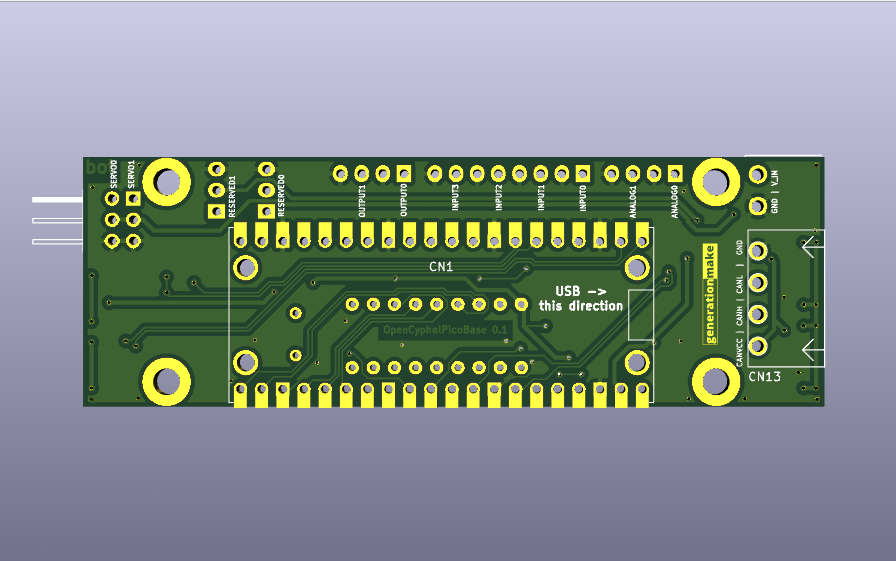 bo
SERVO0
SERVO1
RESERVED1
RESERVED0
OUTPUT1
OUTPUT0
INPUT3
INPUT2
INPUT1
INPUT0
ANALOG1
ANALOG0
GND | V_IN
CN1
USB ->
this direction
OpenCyphalPicoBase 0.1
generationmake
CANVCC | CANH | CANL | GND
CN13